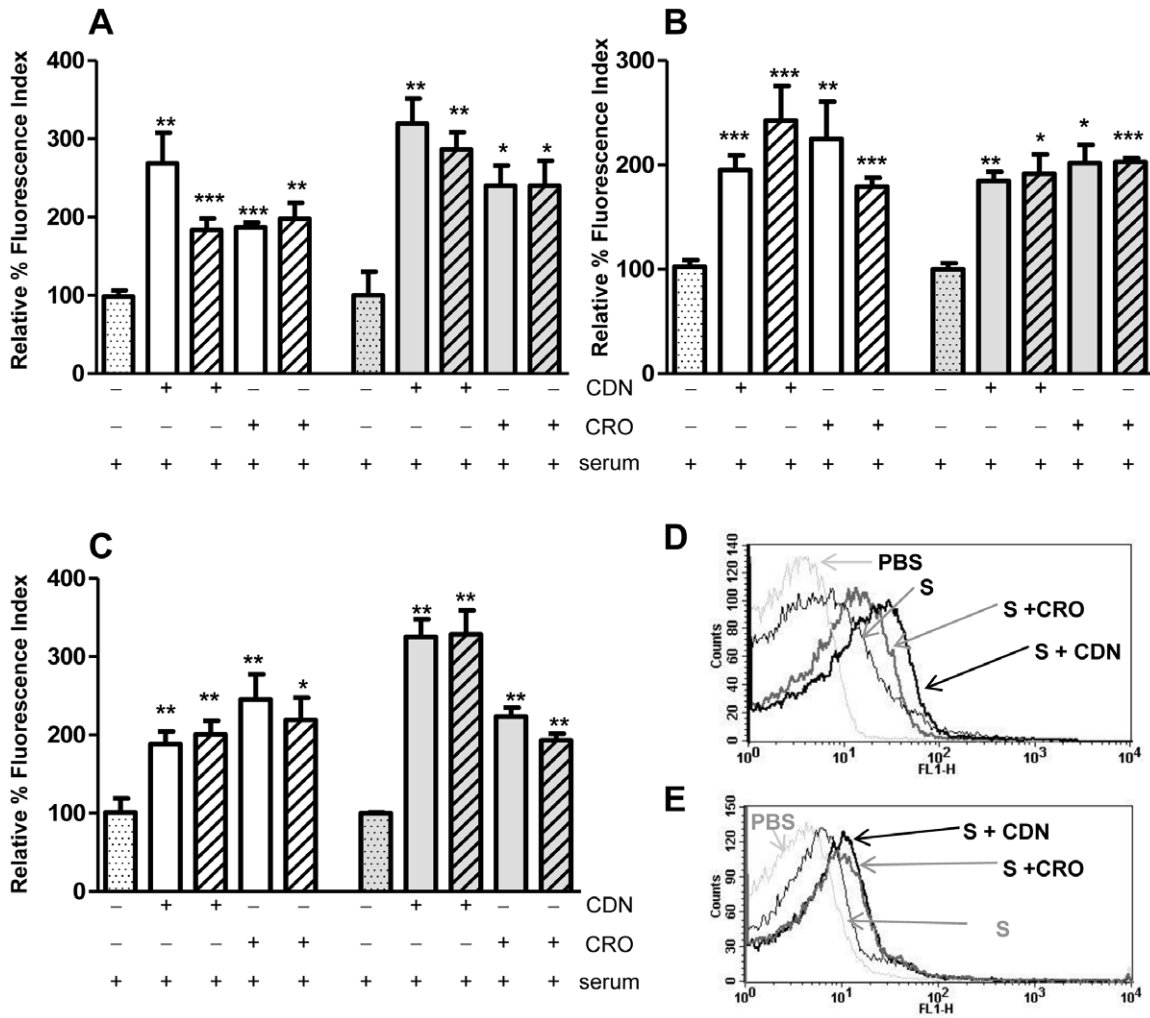 A
Relative % Fluorescence Index
400
300
200
100
0
** *** *** ** ** ** * *
B
Relative % Fluorescence Index
300
200
100
0
*** *** ** *** ** * * ***
– + + – – – + + – – CDN – + + – – – + + – –
– – – + + – – – + + CRO – – – + + – – – + +
+ + + + + + + + + + serum + + + + + + + + + +
C
Relative % Fluorescence Index
400
300
200
100
0
** ** ** * ** ** ** **
– + + – – – + + – – CDN
– – – + + – – – + + CRO
+ + + + + + + + + + serum
D
Counts
140
120
100
80
60
40
20
0
PBS
S
S +CRO
S + CDN
10⁰ 10¹ 10² 10³ 10⁴
FL1-H
E
Counts
150
120
90
60
30
0
PBS
S + CDN
S +CRO
S
10⁰ 10¹ 10² 10³ 10⁴
FL1-H